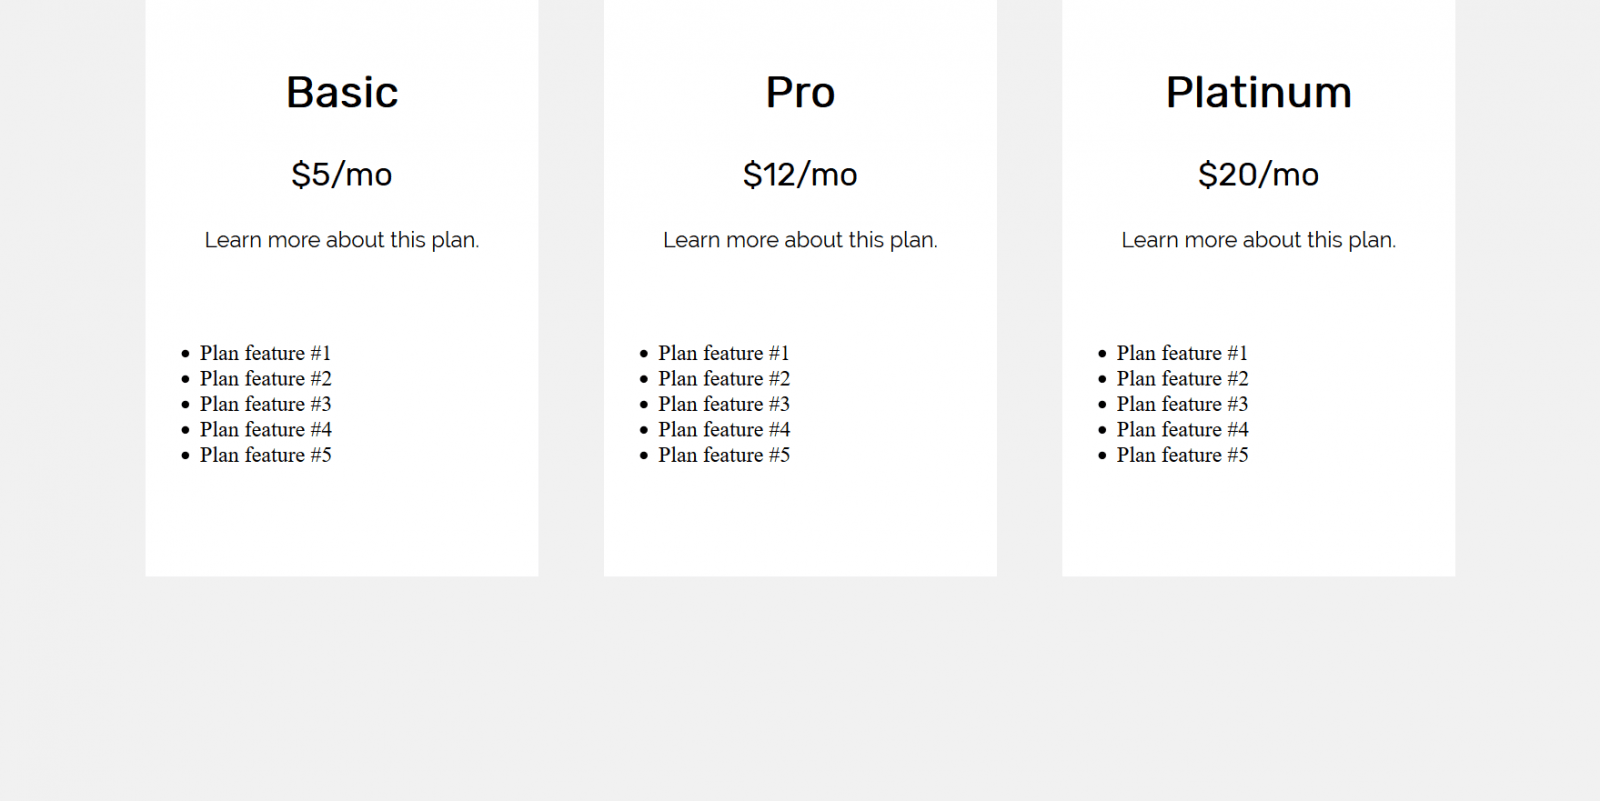 Basic
$5/mo
Learn more about this plan.
Plan feature #1
Plan feature #2
Plan feature #3
Plan feature #4
Plan feature #5
Pro
$12/mo
Learn more about this plan.
Plan feature #1
Plan feature #2
Plan feature #3
Plan feature #4
Plan feature #5
Platinum
$20/mo
Learn more about this plan.
Plan feature #1
Plan feature #2
Plan feature #3
Plan feature #4
Plan feature #5